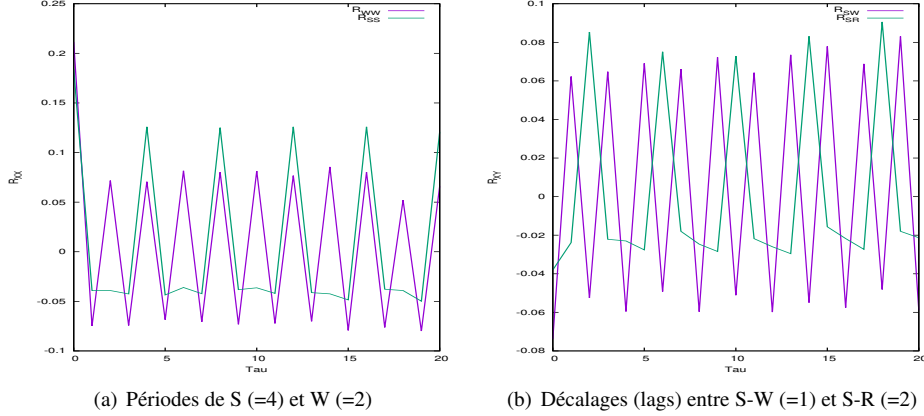 R_WW
R_SS
0.25
0.2
0.15
0.1
0.05
0
-0.05
-0.1
R_XX
0
5
10
15
20
Tau
(a) Périodes de S (=4) et W (=2)
R_SW
R_SR
0.1
0.08
0.06
0.04
0.02
0
-0.02
-0.04
-0.06
-0.08
R_XY
0
5
10
15
20
Tau
(b) Décalages (lags) entre S-W (=1) et S-R (=2)